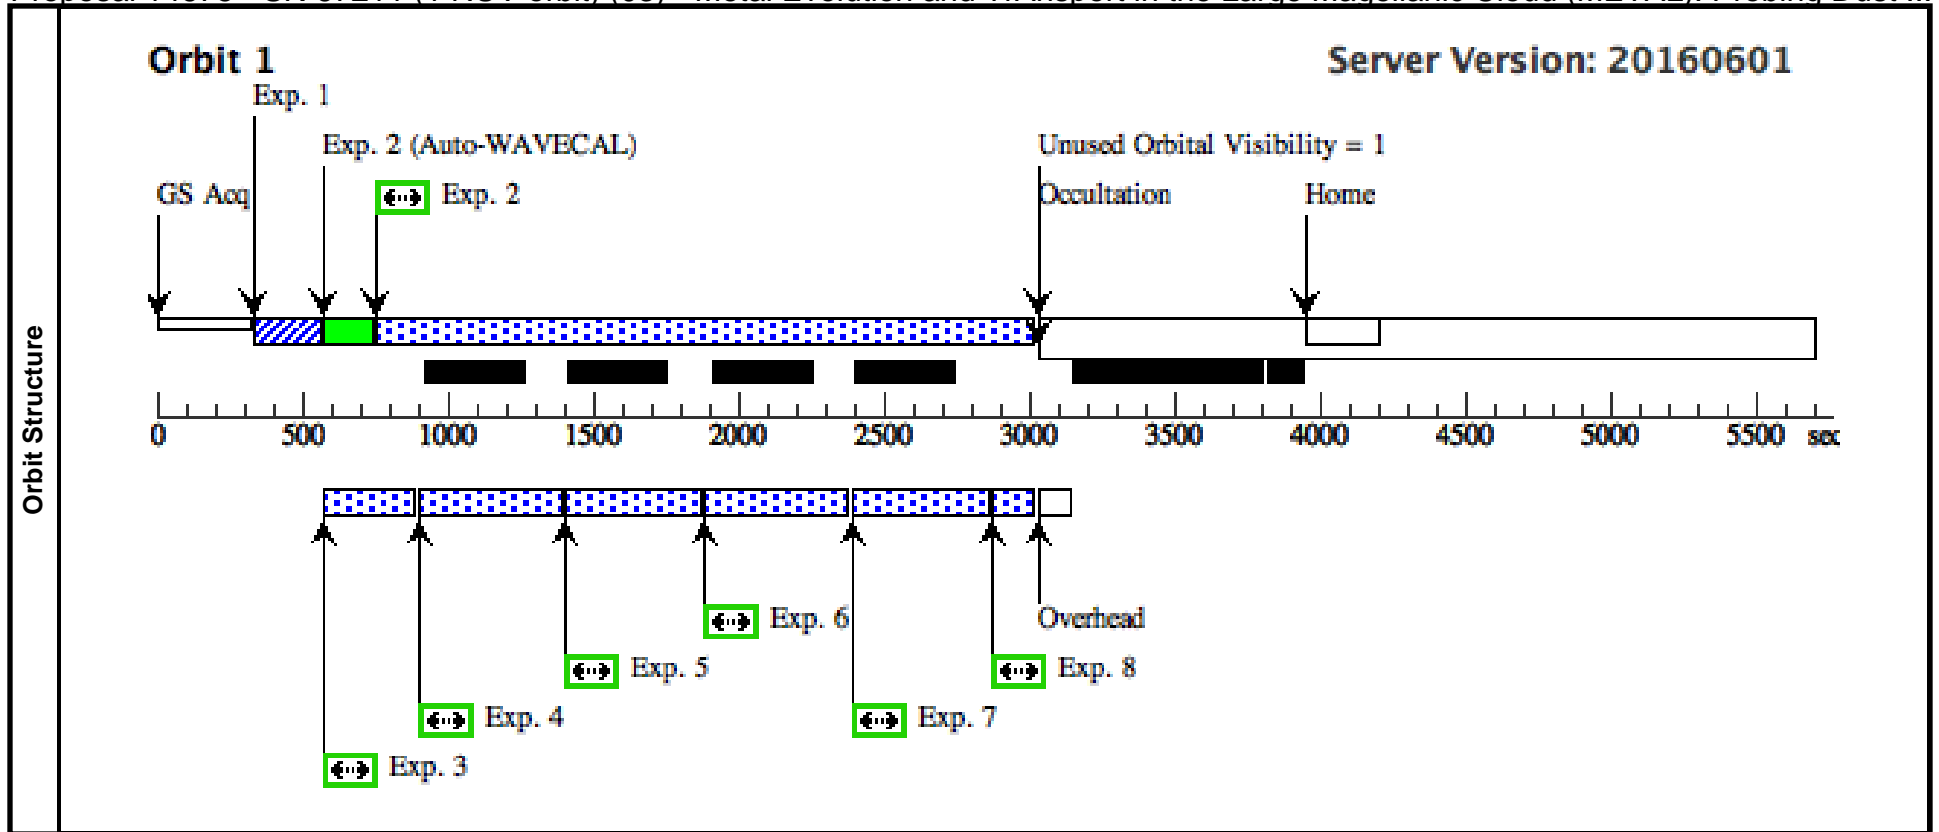 Orbit 1
Server Version: 20160601
Exp. 1
Exp. 2 (Auto-WAVECAL)
Unused Orbital Visibility = 1
GS Acq
Exp. 2
Occultation
Home
Orbit Structure
0 500 1000 1500 2000 2500 3000 3500 4000 4500 5000 5500 sec
Exp. 6
Overhead
Exp. 5
Exp. 8
Exp. 4
Exp. 7
Exp. 3